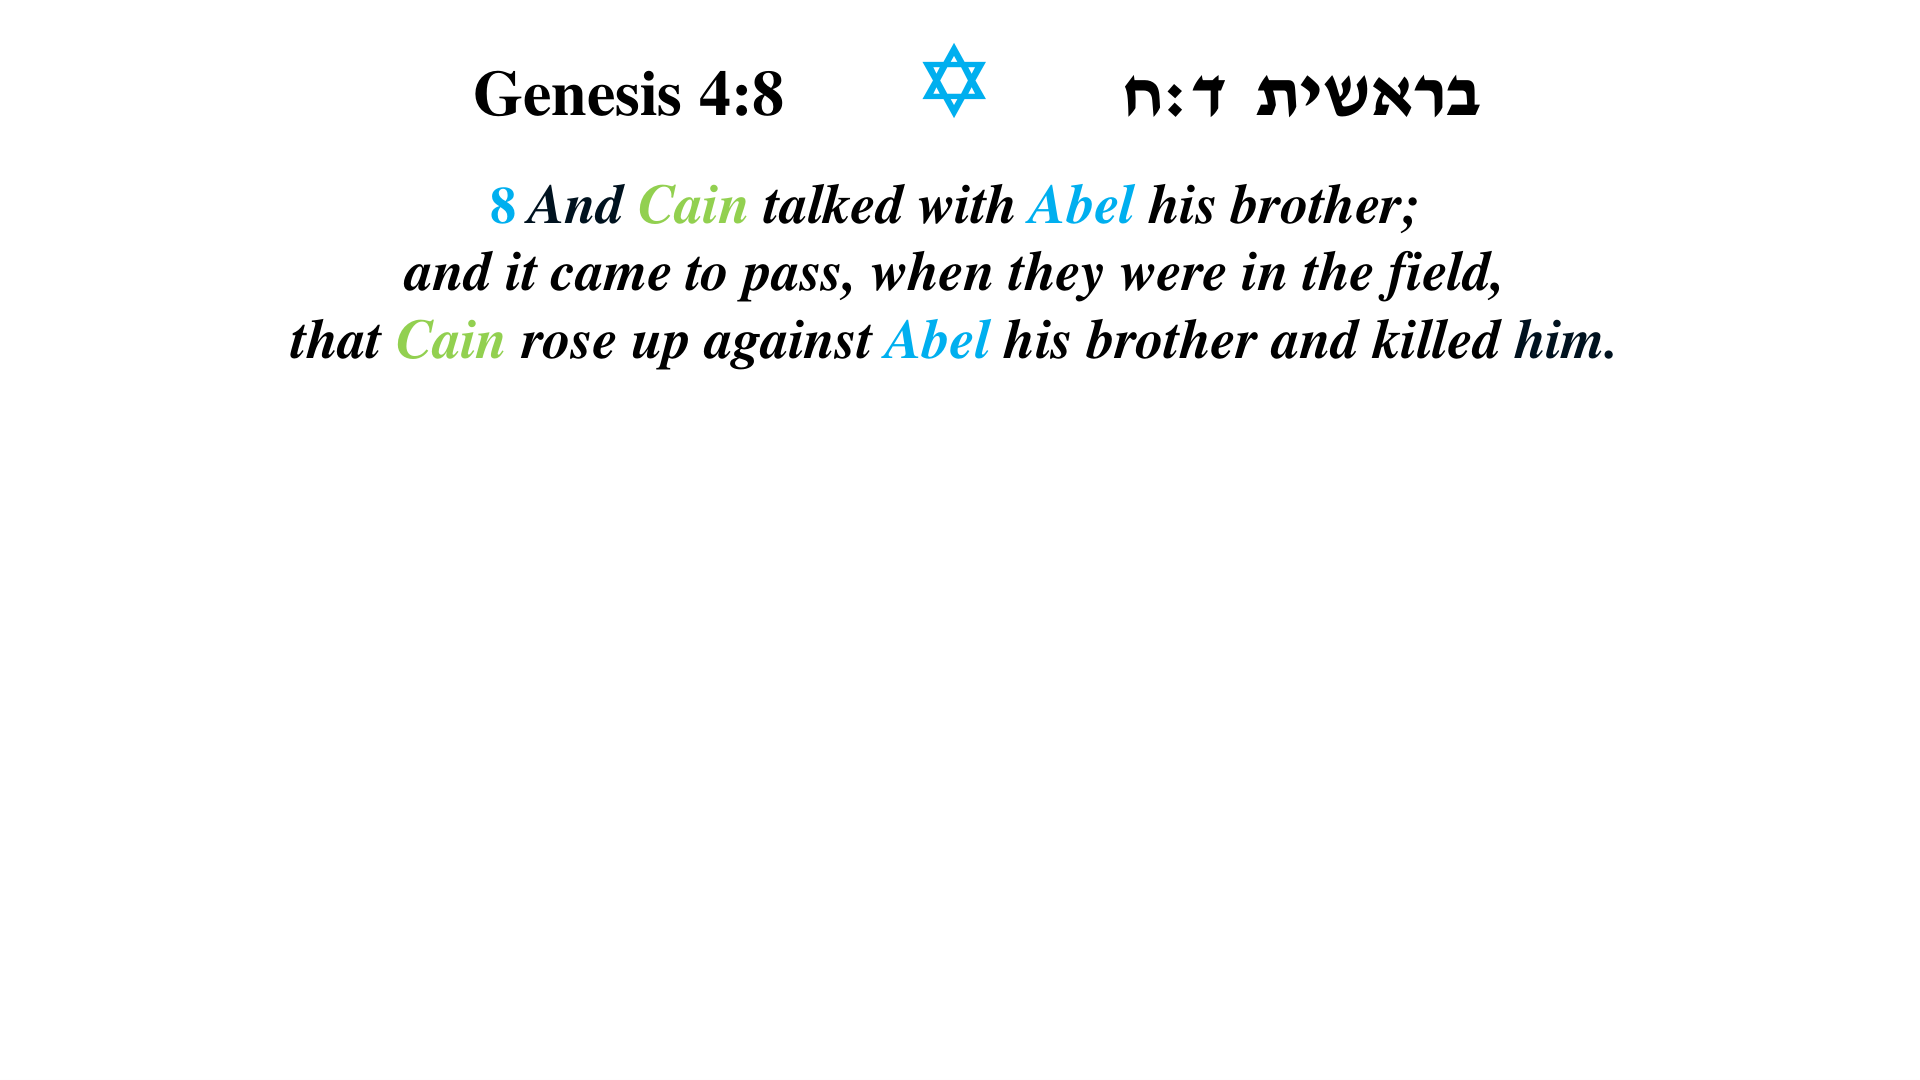 Genesis 4:8 ✡ בראשית ד:ח
8 And Cain talked with Abel his brother;
and it came to pass, when they were in the field,
that Cain rose up against Abel his brother and killed him.